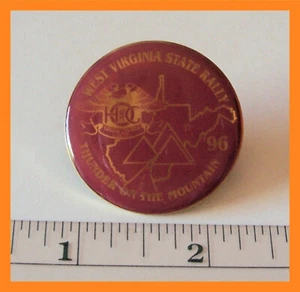 WEST VIRGINIA STATE RALLY
96
THUNDER ON THE MOUNTAIN
1 2